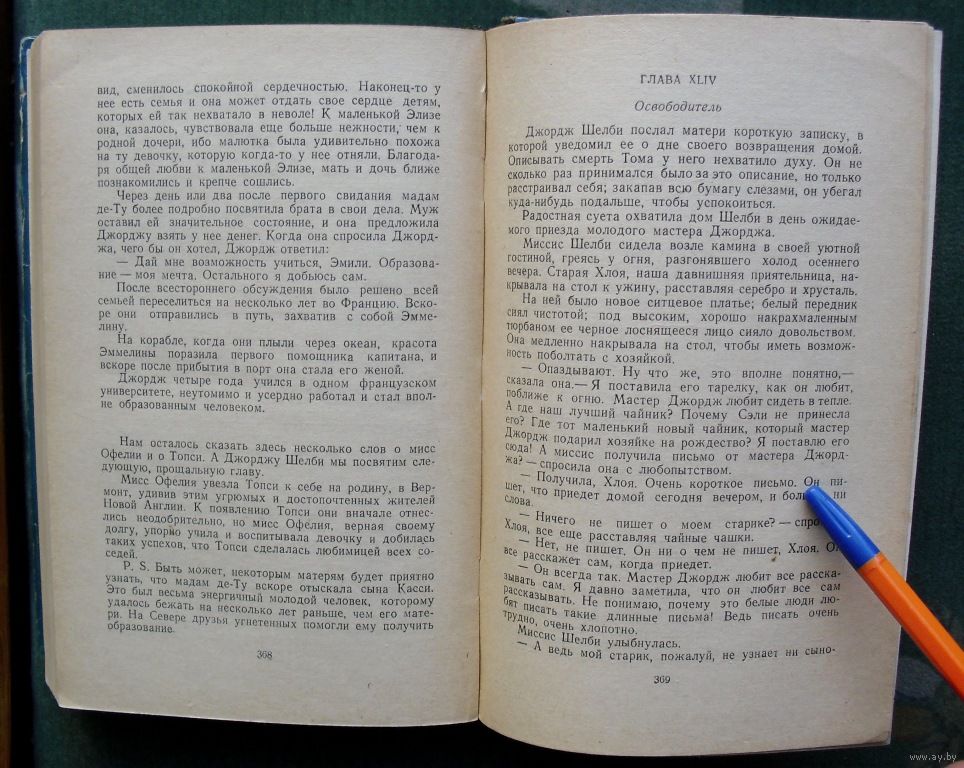 вид, сменилось спокойной сердечностью. Наконец-то у
нее есть семья и она может отдать свое сердце детям,
которых ей так нехватало в неволе! К маленькой Элизе
она, казалось, чувствовала еще больше нежности, чем к
родной дочери, ибо малютка была удивительно похожа
на ту девочку, которую когда-то у нее отняли. Благода-
ря общей любви к маленькой Элизе, мать и дочь ближе
познакомились и крепче сошлись.
Через день или два после первого свидания мадам
де-Ту более подробно посвятила брата в свои дела. Муж
оставил ей значительное состояние, и она предложила
Джорджу взять у нее денег. Когда она спросила Джорд-
жа, чего бы он хотел, Джордж ответил:
— Дай мне возможность учиться, Эмили. Образова-
ние — моя мечта. Остального я добьюсь сам.
После всестороннего обсуждения было решено всей
семьей переселиться на несколько лет во Францию. Вско-
ре они отправились в путь, захватив с собой Эмме-
лину.
На корабле, когда они плыли через океан, красота
Эммелины поразила первого помощника капитана, и
вскоре после прибытия в порт она стала его женой.
Джордж четыре года учился в одном французском
университете, неутомимо и усердно работал и стал впол-
не образованным человеком.
Нам осталось сказать здесь несколько слов о мисс
Офелии и о Топси. А Джорджу Шелби мы посвятим сле-
дующую, прощальную главу.
Мисс Офелия увезла Топси к себе на родину, в Вер-
монт, удивив этим угрюмых и достопочтенных жителей
Новой Англии. К появлению Топси они вначале отнес-
лись неодобрительно, но мисс Офелия, верная своему
долгу, упорно учила и воспитывала девочку и добилась
таких успехов, что Топси сделалась любимицей всех со-
седей.
P. S. Быть может, некоторым матерям будет приятно
узнать, что мадам де-Ту вскоре отыскала сына Касси.
Это был весьма энергичный молодой человек, которому
удалось бежать на несколько лет раньше, чем его мате-
ри. На Севере друзья угнетенных помогли ему получить
образование.
368
ГЛАВА XLIV
Освободитель
Джордж Шелби послал матери короткую записку, в
которой уведомил ее о дне своего возвращения домой.
Описывать смерть Тома у него нехватило духу. Он не
сколько раз принимался было за это описание, но только
расстраивал себя; закапав всю бумагу слезами, он убегал
куда-нибудь подальше, чтобы успокоиться.
Радостная суета охватила дом Шелби в день ожидае-
мого приезда молодого мастера Джорджа.
Миссис Шелби сидела возле камина в своей уютной
гостиной, греясь у огня, разгонявшего холод осеннего
вечера. Старая Хлоя, наша давнишняя приятельница, на-
крывала на стол к ужину, расставляя серебро и хрусталь.
На ней было новое ситцевое платье; белый передник
сиял чистотой; под высоким, хорошо накрахмаленным
тюрбаном ее черное лоснящееся лицо сияло довольством.
Она медленно накрывала на стол, чтобы иметь возмож-
ность поболтать с хозяйкой.
— Опаздывают. Ну что же, это вполне понятно,—
сказала она.— Я поставила его тарелку, как он любит,
поближе к огню. Мастер Джордж любит сидеть в тепле.
А где наш лучший чайник? Почему Сэли не принесла
его? Где тот маленький новый чайник, который мастер
Джордж подарил хозяйке на рождество? Я поставлю его
сюда! А миссис получила письмо от мастера Джорд-
жа? — спросила она с любопытством.
— Получила, Хлоя. Очень короткое письмо. Он пи-
шет, что приедет домой сегодня вечером, и ни
слова.
— Ничего не пишет о моем старике? —
Хлоя, все еще расставляя чайные чашки.
— Нет, не пишет. Он ни о чем не пишет, Хлоя.
все расскажет сам, когда приедет.
— Он всегда так. Мастер Джордж любит все расска-
зывать сам. Я давно заметила, что он любит все сам
рассказывать. Не понимаю, почему это белые люди лю-
бят писать такие длинные письма! Ведь писать очень
трудно, очень хлопотно.
Миссис Шелби улыбнулась.
— А ведь мой старик, пожалуй, не узнает ни сыно-
369
www.ay.by